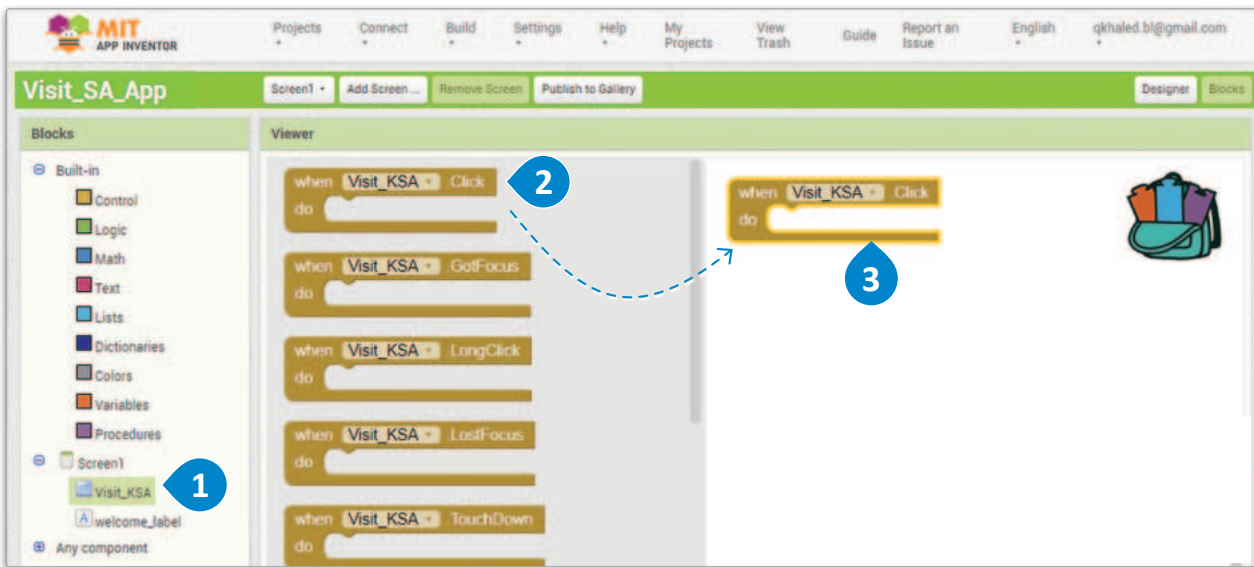 MIT
APP INVENTOR
Projects Connect Build Settings Help My Projects View Trash Guide Report an Issue English qkhaled.bl@gmail.com
Visit_SA_App Screen1 Add Screen ... Remove Screen Publish to Gallery Designer Blocks
Blocks Viewer
Built-in
Control
Logic
Math
Text
Lists
Dictionaries
Colors
Variables
Procedures
Screen1
Visit_KSA 1
welcome_label
Any component
when Visit_KSA .Click 2
do
when Visit_KSA .GotFocus
do
when Visit_KSA .LongClick
do
when Visit_KSA .LostFocus
do
when Visit_KSA .TouchDown
do
when Visit_KSA .Click
do
3